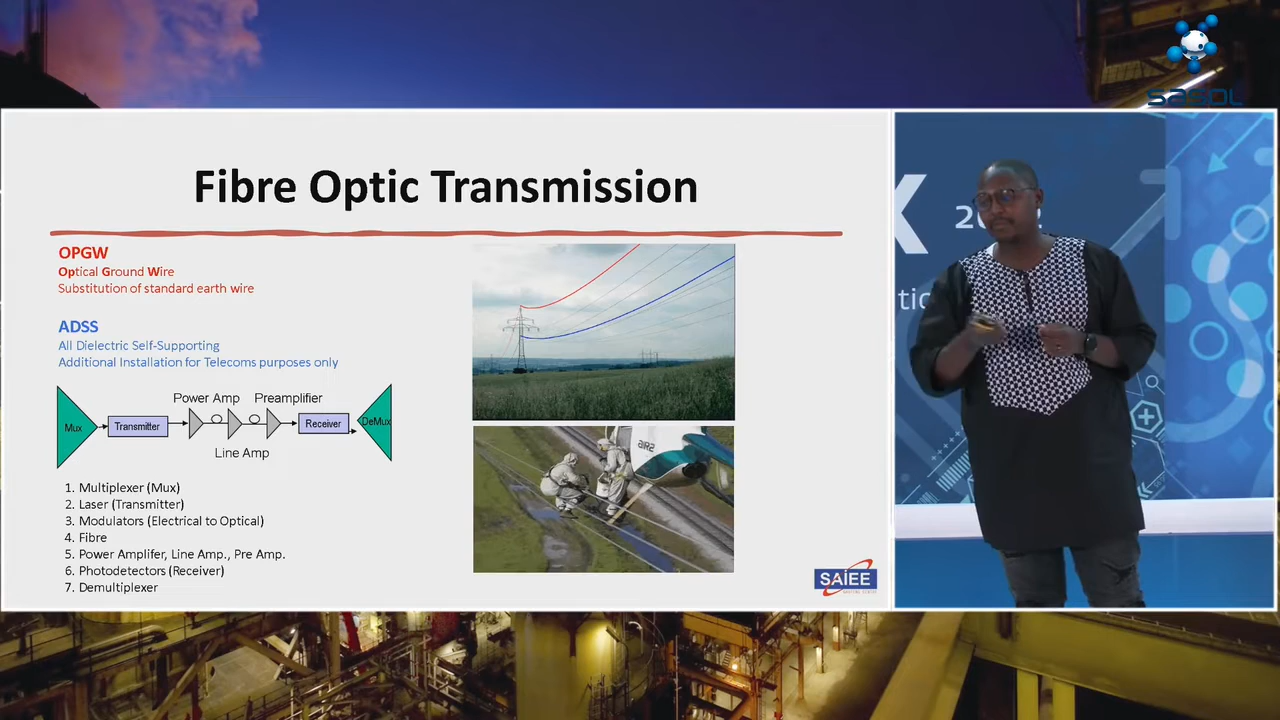 sasol
Fibre Optic Transmission
OPGW
Optical Ground Wire
Substitution of standard earth wire
ADSS
All Dielectric Self-Supporting
Additional Installation for Telecoms purposes only
Power Amp
Preamplifier
Mux
Transmitter
Receiver
DeMux
Line Amp
1. Multiplexer (Mux)
2. Laser (Transmitter)
3. Modulators (Electrical to Optical)
4. Fibre
5. Power Amplifer, Line Amp., Pre Amp.
6. Photodetectors (Receiver)
7. Demultiplexer
AIR2
SAIEE
X